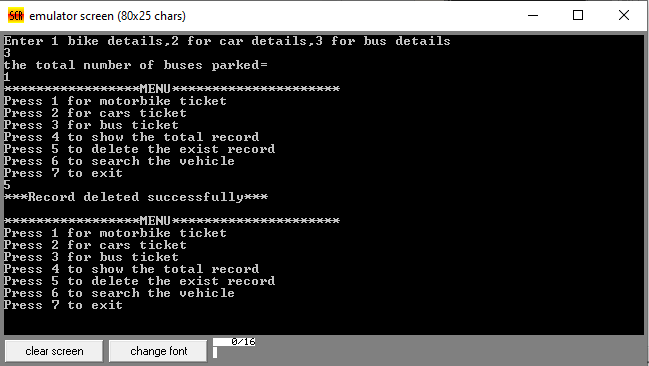 SCR emulator screen (80x25 chars)
Enter 1 bike details,2 for car details,3 for bus details
3
the total number of buses parked=
1
*****************MENU*********************
Press 1 for motorbike ticket
Press 2 for cars ticket
Press 3 for bus ticket
Press 4 to show the total record
Press 5 to delete the exist record
Press 6 to search the vehicle
Press 7 to exit
5
***Record deleted successfully***
*****************MENU*********************
Press 1 for motorbike ticket
Press 2 for cars ticket
Press 3 for bus ticket
Press 4 to show the total record
Press 5 to delete the exist record
Press 6 to search the vehicle
Press 7 to exit
clear screen change font 0/16